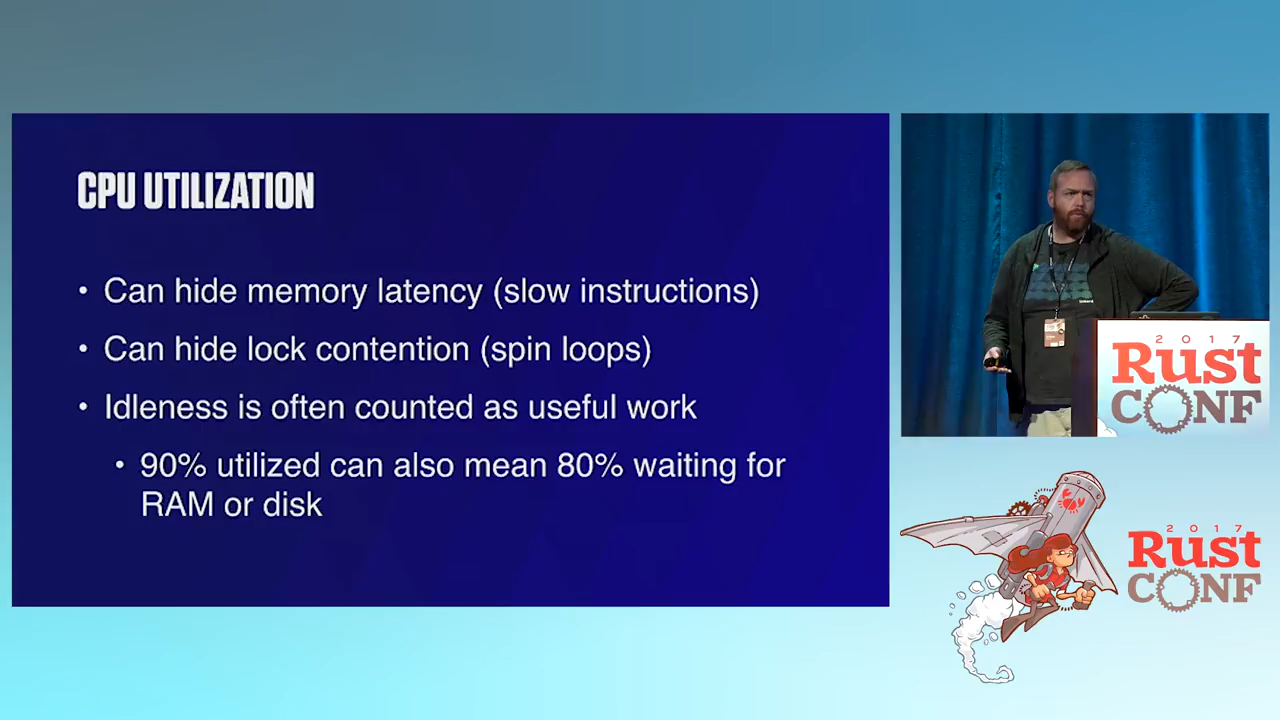 CPU UTILIZATION
• Can hide memory latency (slow instructions)
• Can hide lock contention (spin loops)
• Idleness is often counted as useful work
• 90% utilized can also mean 80% waiting for
RAM or disk
2017
Rust
CONF
2017
Rust
CONF